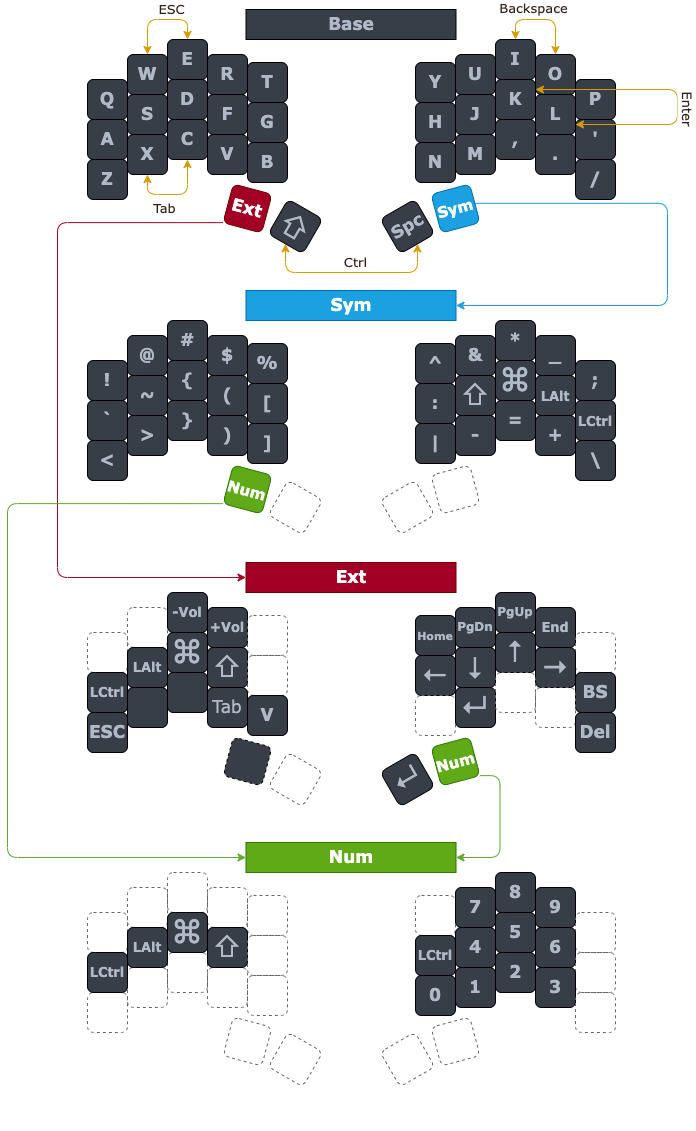 ESC
Base
Backspace
Q W E R T
Y U I O P
A S D F G
H J K L '
Z X C V B
N M , . /
Enter
Tab
Ext ⇧
Spc Sym
Ctrl
Sym
! @ # $ %
^ & * _ ;
` ~ { ( [
: ⇧ ⌘ LAlt LCtrl
< > } ) ]
| - = + \
Num
Ext
-Vol +Vol
Home PgDn PgUp End
LCtrl LAlt ⌘ ⇧
← ↓ ↑ → BS
ESC Tab V
↵ Del
↵ Num
Num
7 8 9
LCtrl LAlt ⌘ ⇧
LCtrl 4 5 6
0 1 2 3